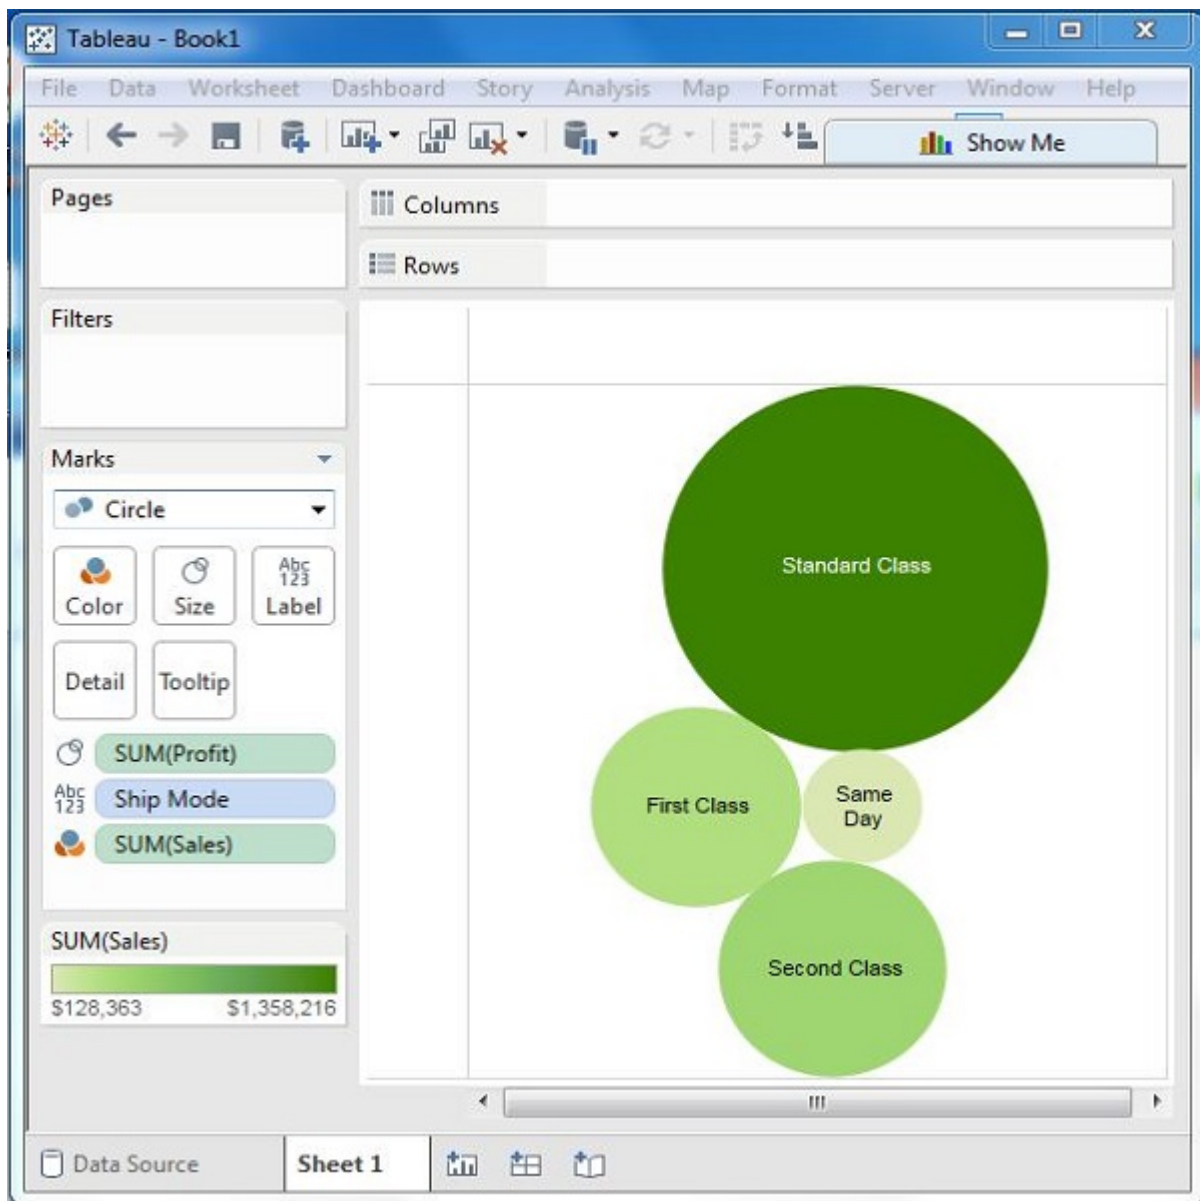 Tableau - Book1
File Data Worksheet Dashboard Story Analysis Map Format Server Window Help
Show Me
Pages
Columns
Rows
Filters
Marks
Circle
Color
Size
Abc
123
Label
Detail
Tooltip
SUM(Profit)
Abc
123
Ship Mode
SUM(Sales)
SUM(Sales)
$128,363 $1,358,216
Standard Class
First Class
Same
Day
Second Class
Data Source
Sheet 1